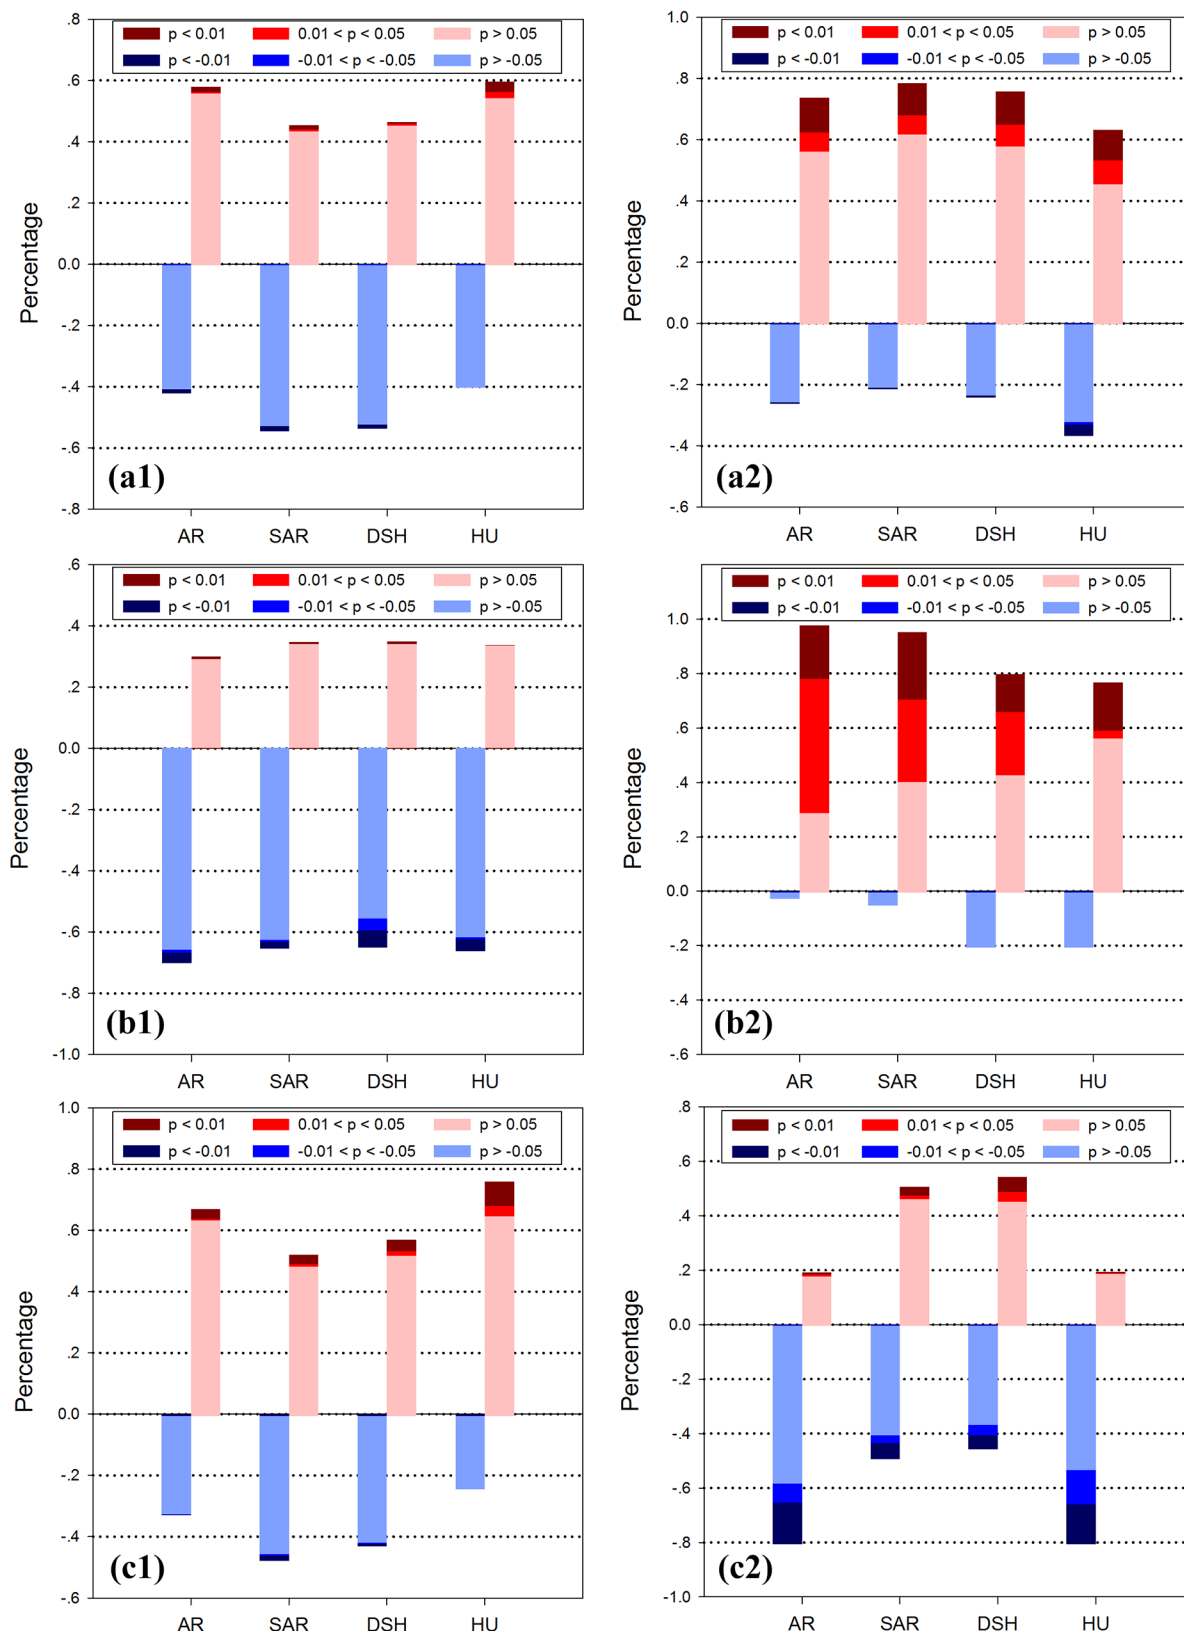 p < 0.01 0.01 < p < 0.05 p > 0.05
p < -0.01 -0.01 < p < -0.05 p > -0.05
.8
.6
.4
.2
0.0
-.2
-.4
-.6
-.8
Percentage
(a1)
AR SAR DSH HU
p < 0.01 0.01 < p < 0.05 p > 0.05
p < -0.01 -0.01 < p < -0.05 p > -0.05
1.0
.8
.6
.4
.2
0.0
-.2
-.4
-.6
Percentage
(a2)
AR SAR DSH HU
p < 0.01 0.01 < p < 0.05 p > 0.05
p < -0.01 -0.01 < p < -0.05 p > -0.05
.6
.4
.2
0.0
-.2
-.4
-.6
-.8
-1.0
Percentage
(b1)
AR SAR DSH HU
p < 0.01 0.01 < p < 0.05 p > 0.05
p < -0.01 -0.01 < p < -0.05 p > -0.05
1.0
.8
.6
.4
.2
0.0
-.2
-.4
-.6
Percentage
(b2)
AR SAR DSH HU
p < 0.01 0.01 < p < 0.05 p > 0.05
p < -0.01 -0.01 < p < -0.05 p > -0.05
1.0
.8
.6
.4
.2
0.0
-.2
-.4
-.6
Percentage
(c1)
AR SAR DSH HU
p < 0.01 0.01 < p < 0.05 p > 0.05
p < -0.01 -0.01 < p < -0.05 p > -0.05
.8
.6
.4
.2
0.0
-.2
-.4
-.6
-.8
-1.0
Percentage
(c2)
AR SAR DSH HU